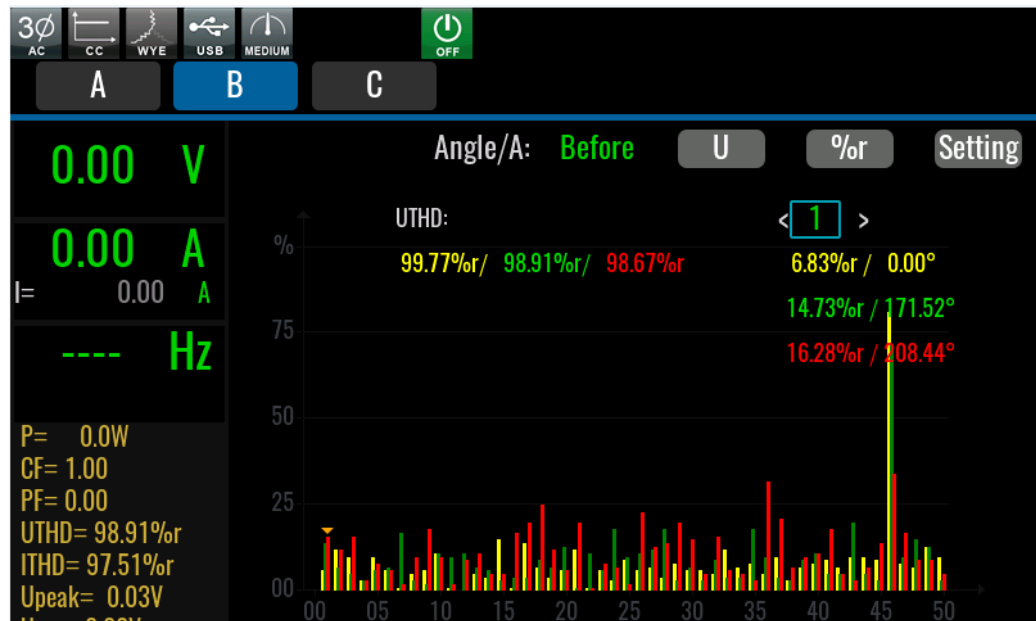 3Ø AC CC WYE USB MEDIUM OFF
A B C
0.00 V
0.00 A
I= 0.00 A
---- Hz
P= 0.0W
CF= 1.00
PF= 0.00
UTHD= 98.91%r
ITHD= 97.51%r
Upeak= 0.03V
Angle/A: Before U %r Setting
UTHD: < 1 >
99.77%r/ 98.91%r/ 98.67%r
6.83%r / 0.00°
14.73%r / 171.52°
16.28%r / 208.44°
%
75
50
25
00
00 05 10 15 20 25 30 35 40 45 50